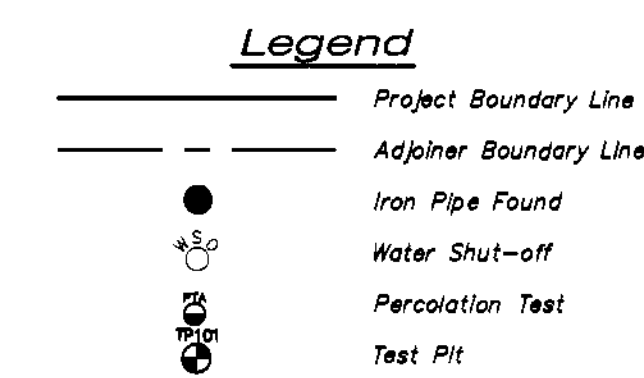 Legend
Project Boundary Line
Adjoiner Boundary Line
Iron Pipe Found
WSO Water Shut-off
PTA Percolation Test
TP101 Test Pit